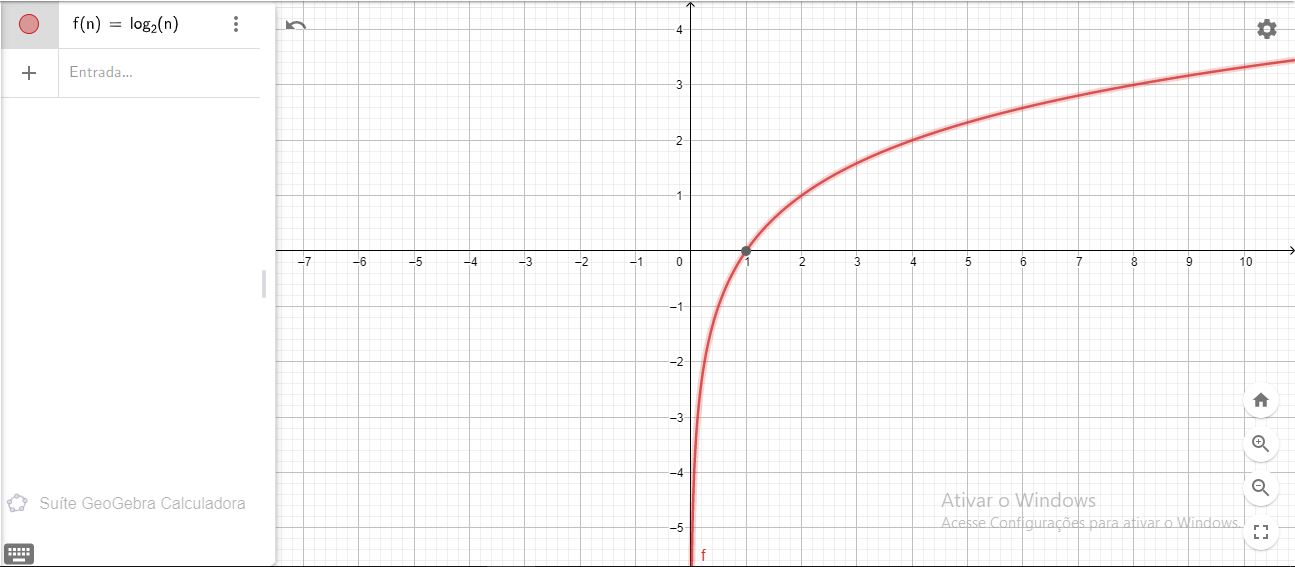 f(n) = log₂(n)
Entrada...
4
3
2
1
−7 −6 −5 −4 −3 −2 −1 0 1 2 3 4 5 6 7 8 9 10
−1
−2
−3
−4
−5
f
Suíte GeoGebra Calculadora
Ativar o Windows
Acesse Configurações para ativar o Windows.